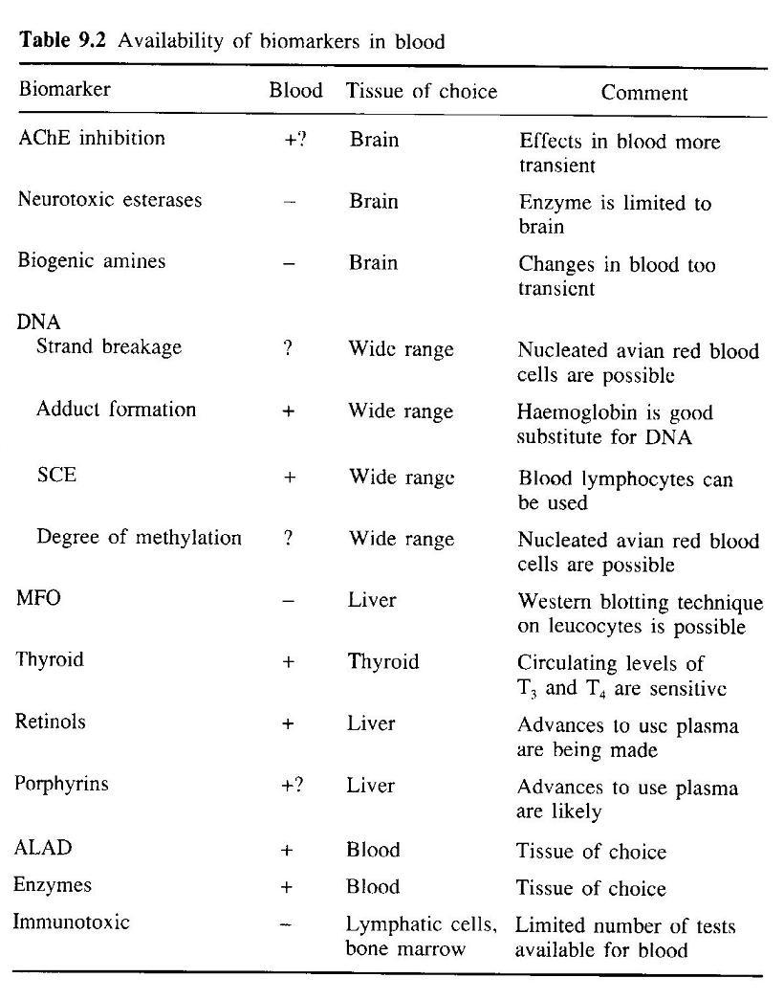 Table 9.2 Availability of biomarkers in blood
Biomarker Blood Tissue of choice Comment
AChE inhibition +? Brain Effects in blood more
transient
Neurotoxic esterases – Brain Enzyme is limited to
brain
Biogenic amines – Brain Changes in blood too
transient
DNA
Strand breakage ? Wide range Nucleated avian red blood
cells are possible
Adduct formation + Wide range Haemoglobin is good
substitute for DNA
SCE + Wide range Blood lymphocytes can
be used
Degree of methylation ? Wide range Nucleated avian red blood
cells are possible
MFO – Liver Western blotting technique
on leucocytes is possible
Thyroid + Thyroid Circulating levels of
T₃ and T₄ are sensitive
Retinols + Liver Advances to use plasma
are being made
Porphyrins +? Liver Advances to use plasma
are likely
ALAD + Blood Tissue of choice
Enzymes + Blood Tissue of choice
Immunotoxic – Lymphatic cells, Limited number of tests
bone marrow available for blood